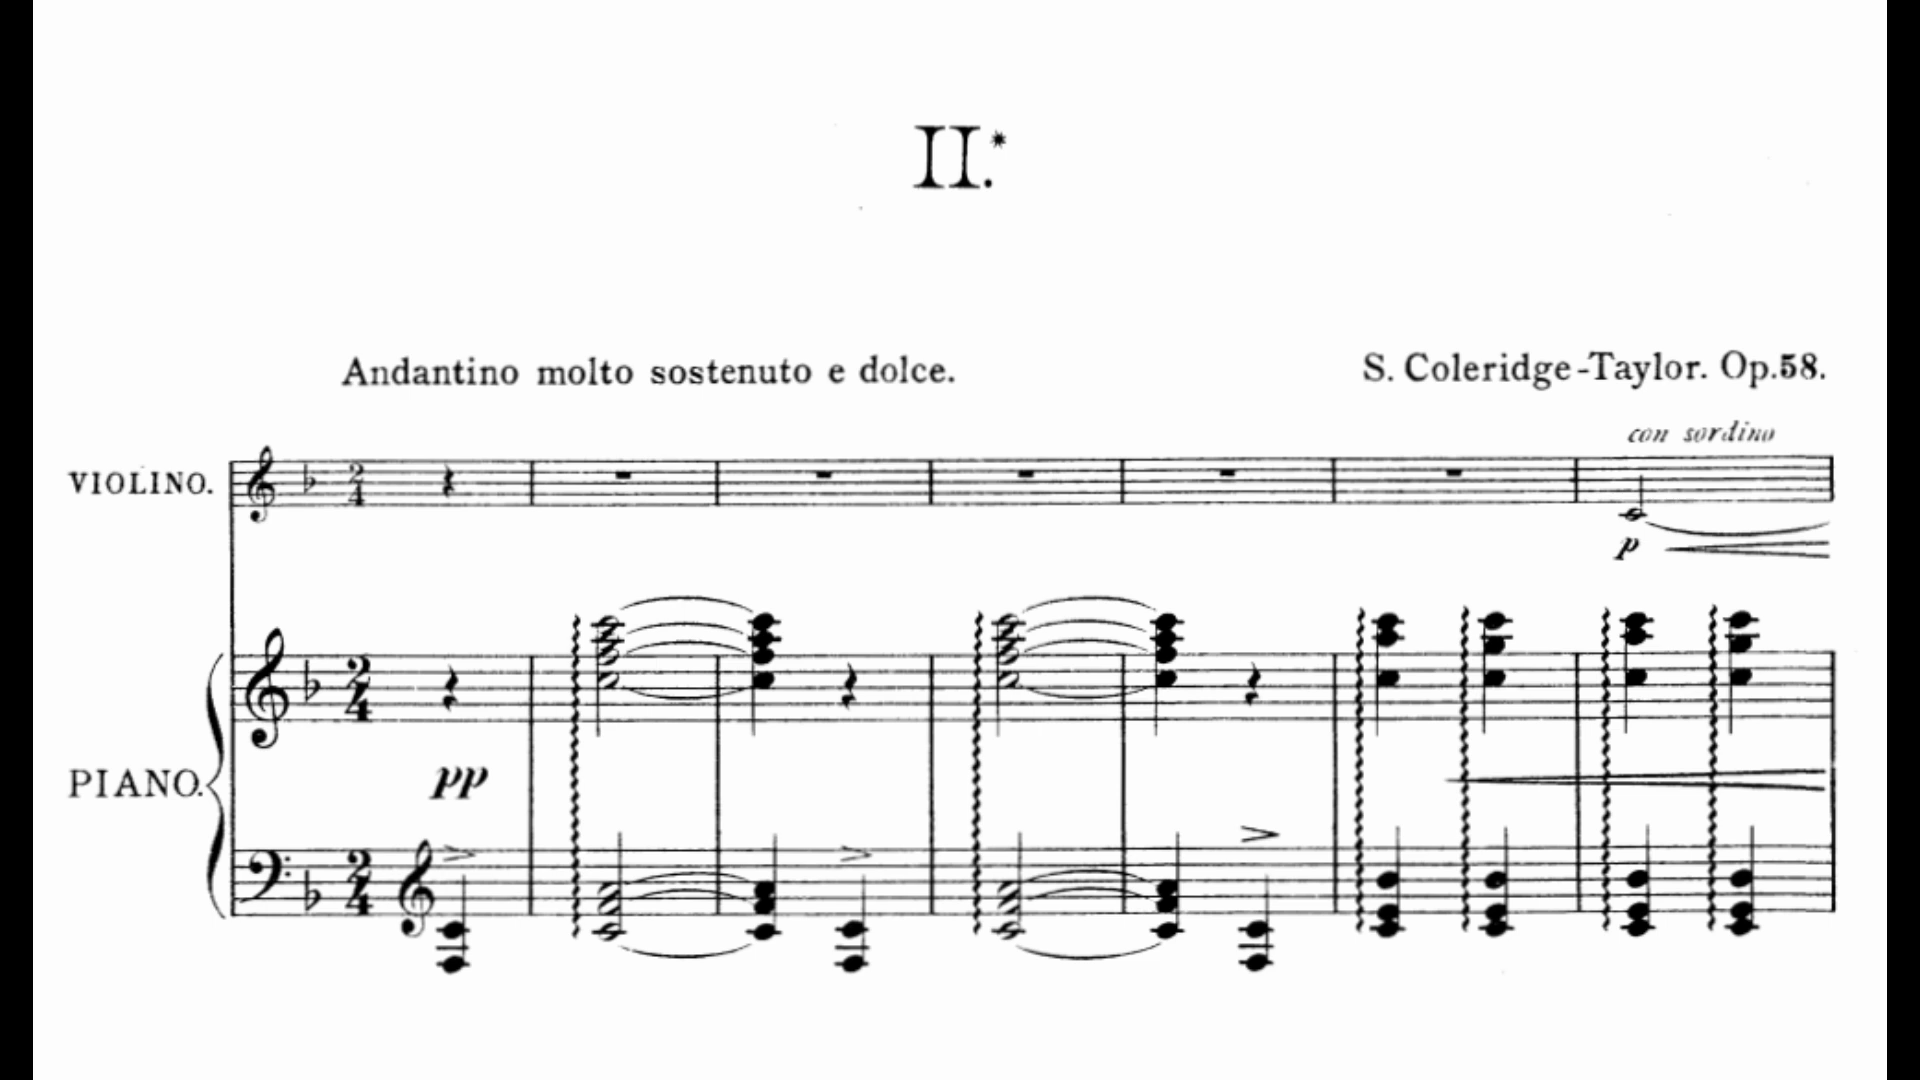 II.*
Andantino molto sostenuto e dolce.
S. Coleridge-Taylor. Op.58.
con sordino
VIOLINO.
p
pp
PIANO.